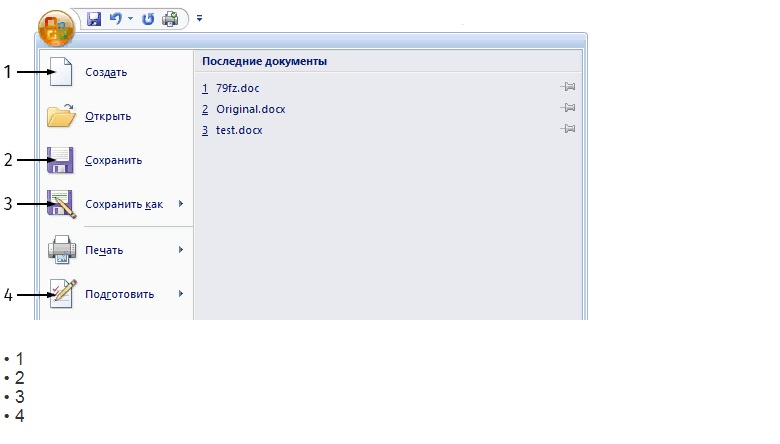 Последние документы
1 Создать
1 79fz.doc
Открыть
2 Original.docx
3 test.docx
2 Сохранить
3 Сохранить как
Печать
4 Подготовить
• 1
• 2
• 3
• 4